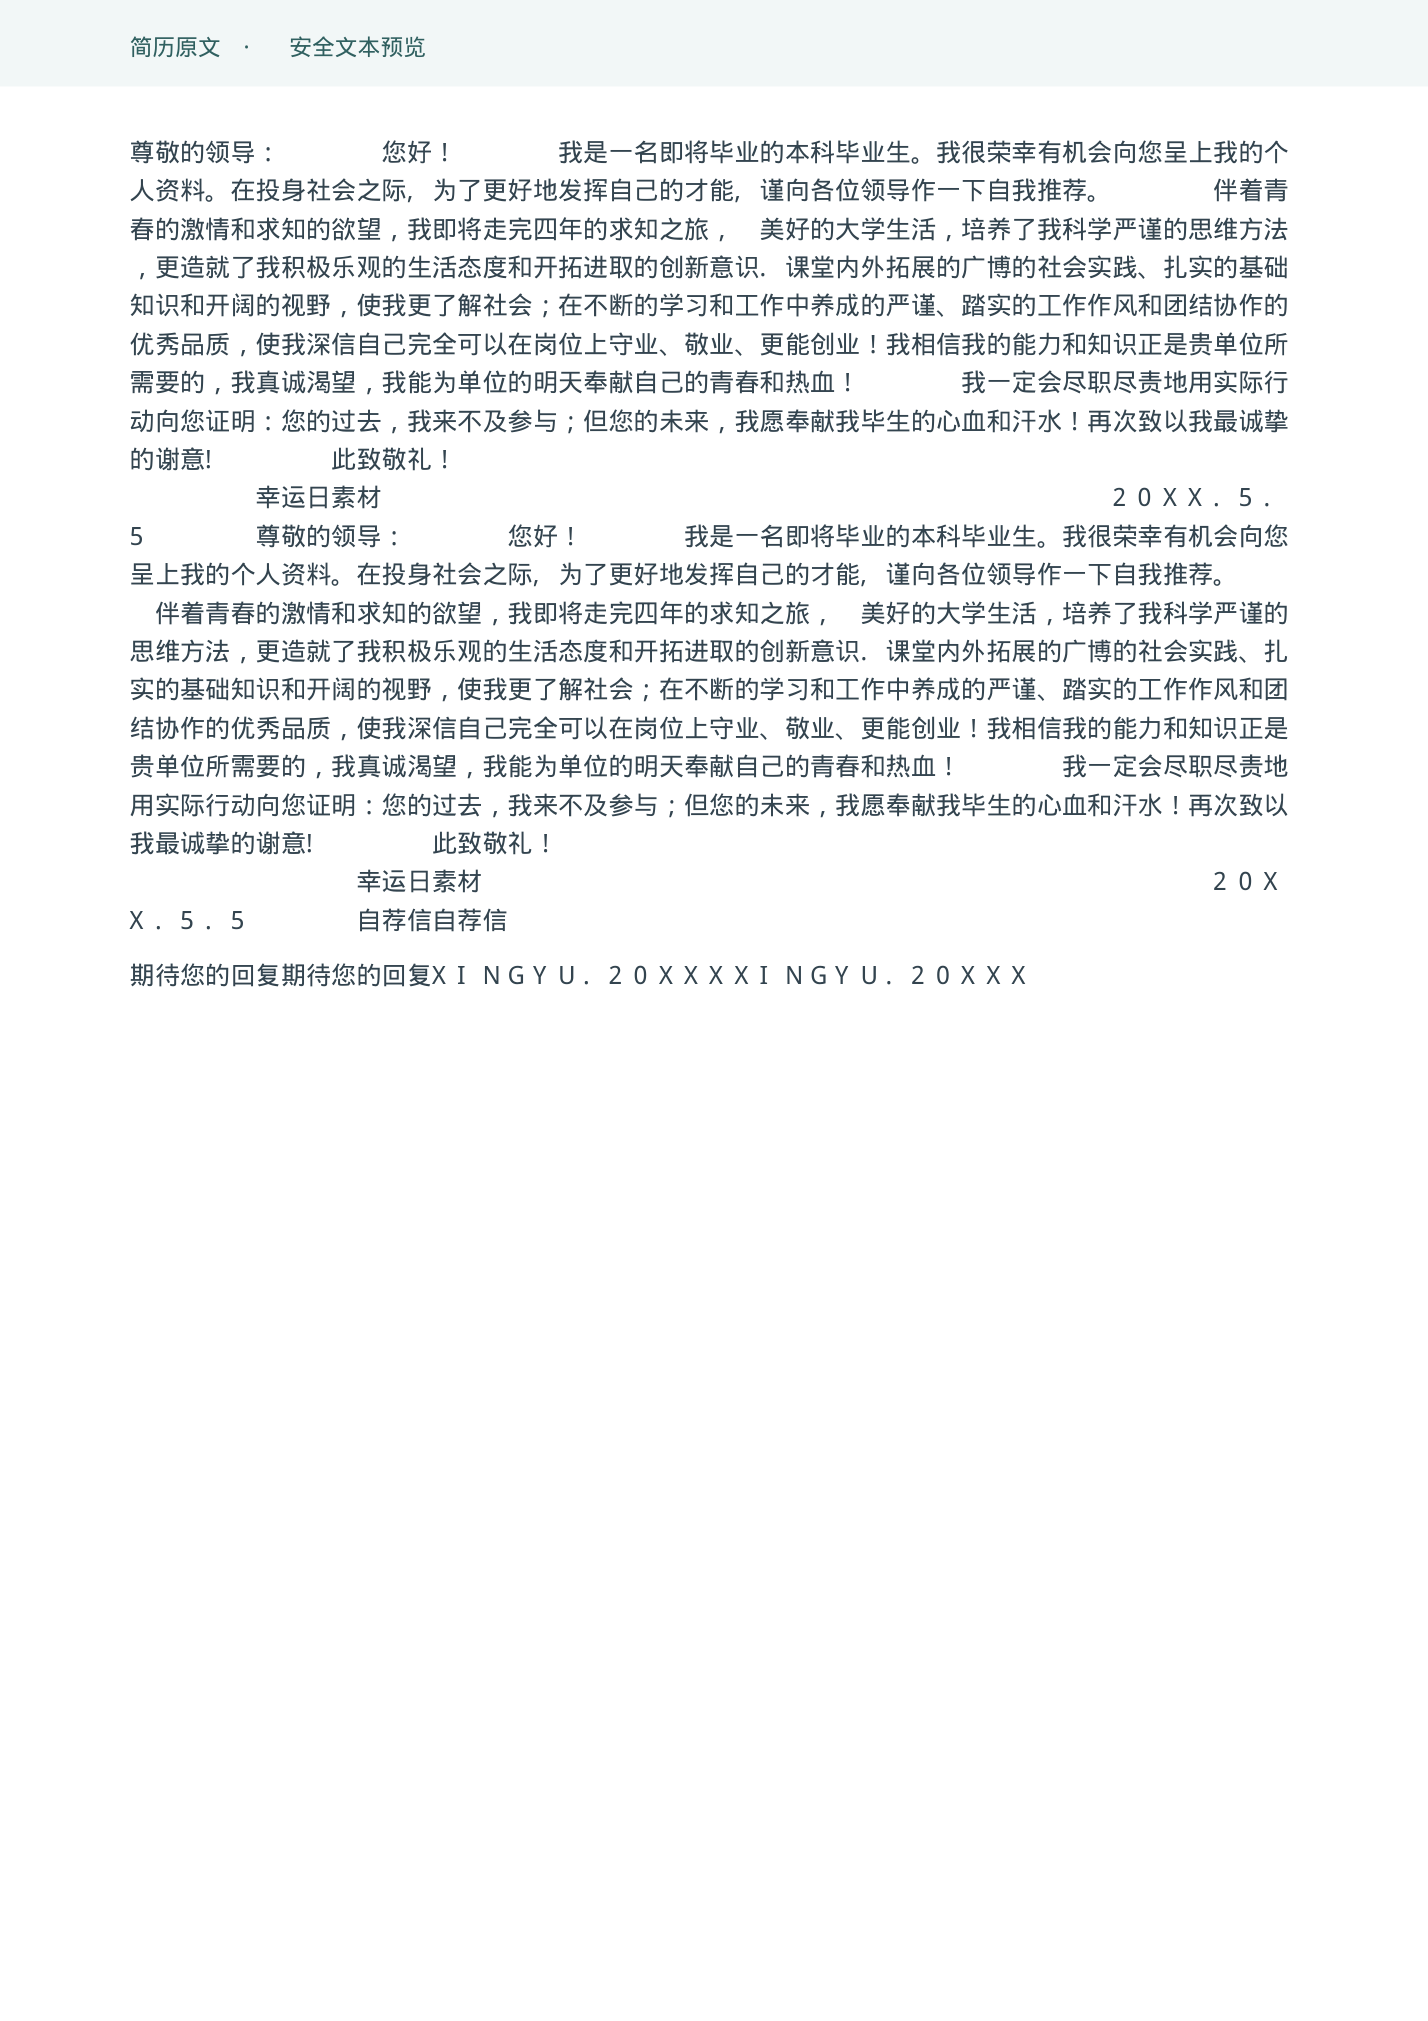 简历原文 · 安全文本预览
尊敬的领导： 您好！ 我是一名即将毕业的本科毕业生。我很荣幸有机会向您呈上我的个
人资料。在投身社会之际, 为了更好地发挥自己的才能, 谨向各位领导作一下自我推荐。 伴着青
春的激情和求知的欲望，我即将走完四年的求知之旅， 美好的大学生活，培养了我科学严谨的思维方法
，更造就了我积极乐观的生活态度和开拓进取的创新意识. 课堂内外拓展的广博的社会实践、扎实的基础
知识和开阔的视野，使我更了解社会；在不断的学习和工作中养成的严谨、踏实的工作作风和团结协作的
优秀品质，使我深信自己完全可以在岗位上守业、敬业、更能创业！我相信我的能力和知识正是贵单位所
需要的，我真诚渴望，我能为单位的明天奉献自己的青春和热血！ 我一定会尽职尽责地用实际行
动向您证明：您的过去，我来不及参与；但您的未来，我愿奉献我毕生的心血和汗水！再次致以我最诚挚
的谢意! 此致敬礼！
幸运日素材 20XX.5.
5 尊敬的领导： 您好！ 我是一名即将毕业的本科毕业生。我很荣幸有机会向您
呈上我的个人资料。在投身社会之际, 为了更好地发挥自己的才能, 谨向各位领导作一下自我推荐。
伴着青春的激情和求知的欲望，我即将走完四年的求知之旅， 美好的大学生活，培养了我科学严谨的
思维方法，更造就了我积极乐观的生活态度和开拓进取的创新意识. 课堂内外拓展的广博的社会实践、扎
实的基础知识和开阔的视野，使我更了解社会；在不断的学习和工作中养成的严谨、踏实的工作作风和团
结协作的优秀品质，使我深信自己完全可以在岗位上守业、敬业、更能创业！我相信我的能力和知识正是
贵单位所需要的，我真诚渴望，我能为单位的明天奉献自己的青春和热血！ 我一定会尽职尽责地
用实际行动向您证明：您的过去，我来不及参与；但您的未来，我愿奉献我毕生的心血和汗水！再次致以
我最诚挚的谢意! 此致敬礼！
幸运日素材 20X
X.5.5 自荐信自荐信
期待您的回复期待您的回复XINGYU.20XXXXINGYU.20XXX